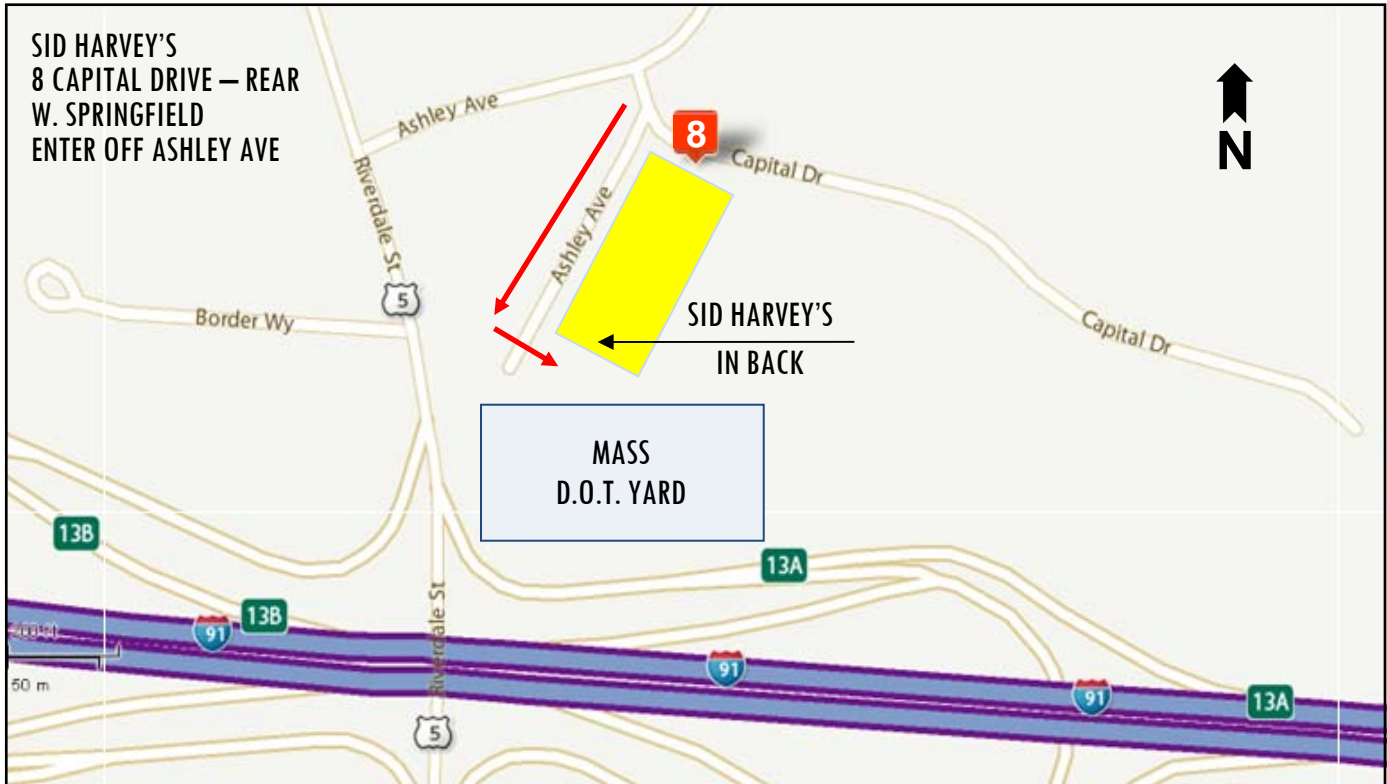 SID HARVEY'S
8 CAPITAL DRIVE – REAR
W. SPRINGFIELD
ENTER OFF ASHLEY AVE
N
Ashley Ave
8
Capital Dr
Riverdale St
Ashley Ave
5
Border Wy
SID HARVEY'S
IN BACK
Capital Dr
MASS
D.O.T. YARD
13B
13A
13B
91
Riverdale St
91
91
13A
50 m
5